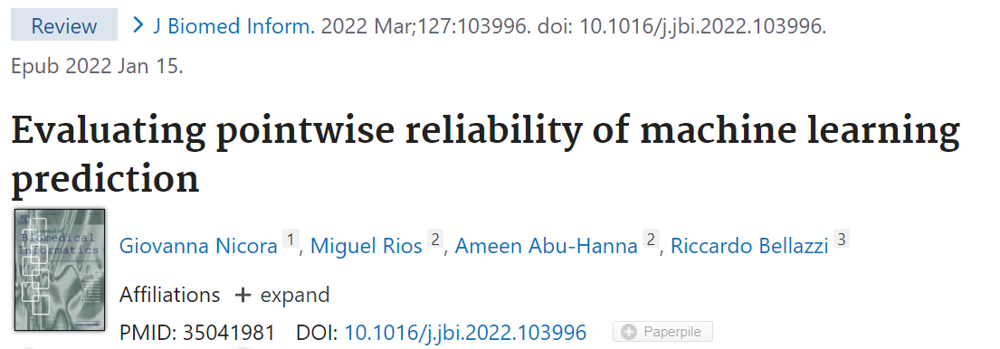 Review J Biomed Inform. 2022 Mar;127:103996. doi: 10.1016/j.jbi.2022.103996.
Epub 2022 Jan 15.
Evaluating pointwise reliability of machine learning
prediction
Journal of
Biomedical
Informatics
Giovanna Nicora 1, Miguel Rios 2, Ameen Abu-Hanna 2, Riccardo Bellazzi 3
Affiliations + expand
PMID: 35041981 DOI: 10.1016/j.jbi.2022.103996 Paperpile